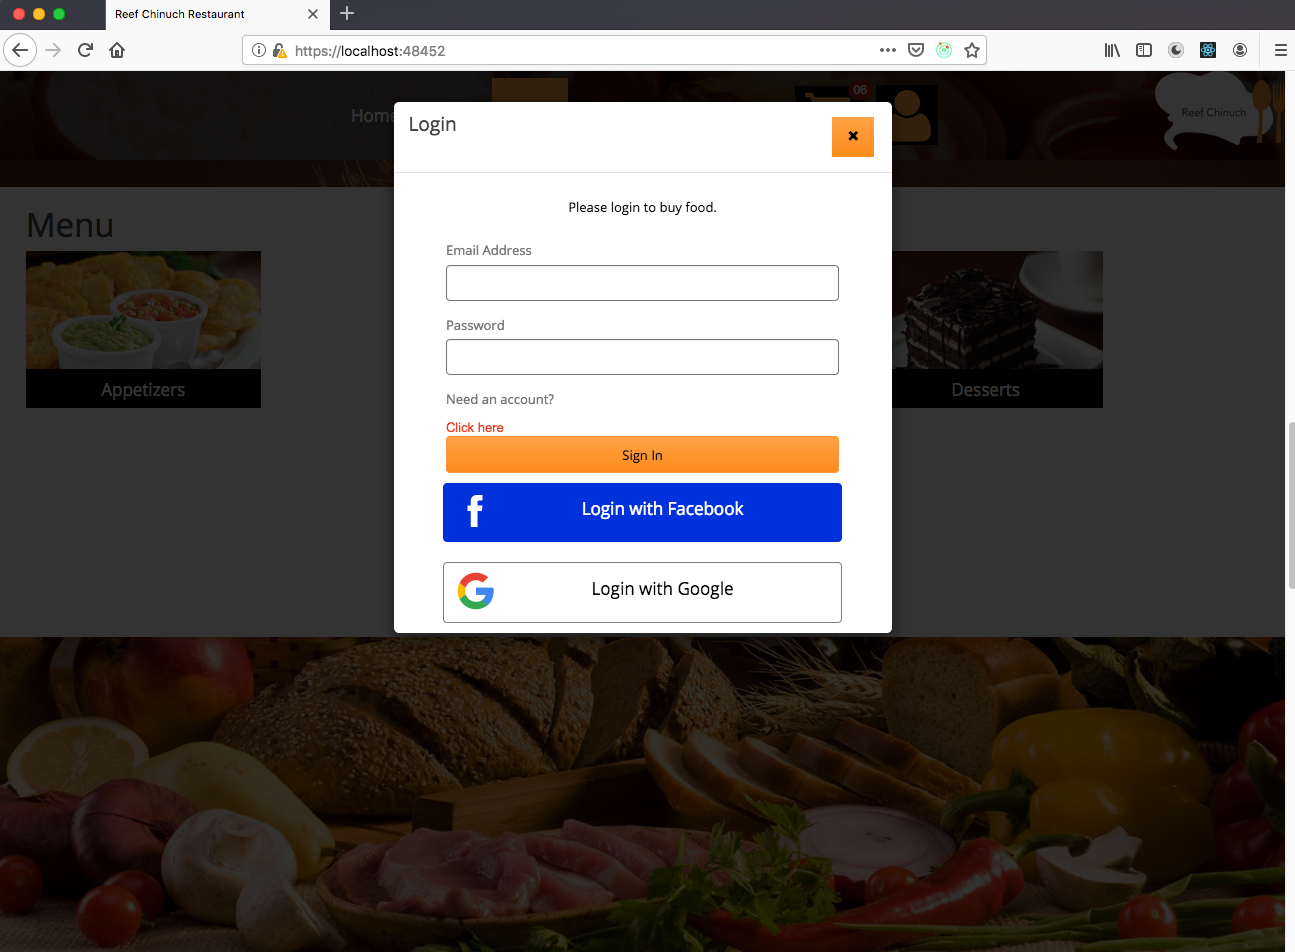 Reef Chinuch Restaurant
https://localhost:48452
Home
06
Reef Chinuch
Login
Please login to buy food.
Menu
Email Address
Password
Appetizers
Desserts
Need an account?
Click here
Sign In
Login with Facebook
Login with Google